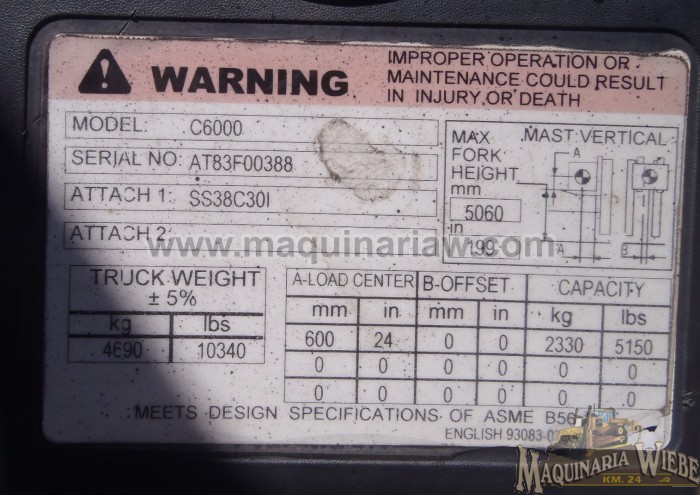 WARNING
IMPROPER OPERATION OR
MAINTENANCE COULD RESULT
IN INJURY OR DEATH
MODEL: C6000
SERIAL NO: AT83F00388
ATTACH 1: SS38C30I
ATTACH 2:
MAX
FORK
HEIGHT
mm
5060
in
199
MAST VERTICAL
A
A
B
www.maquinariaw.com
TRUCK WEIGHT
± 5%
kg lbs
4690 10340
A-LOAD CENTER B-OFFSET CAPACITY
mm in mm in kg lbs
600 24 0 0 2330 5150
0 0 0 0 0 0
0 0 0 0 0 0
MEETS DESIGN SPECIFICATIONS OF ASME B56
ENGLISH 93083-0
MAQUINARIA WIEBE
KM. 24